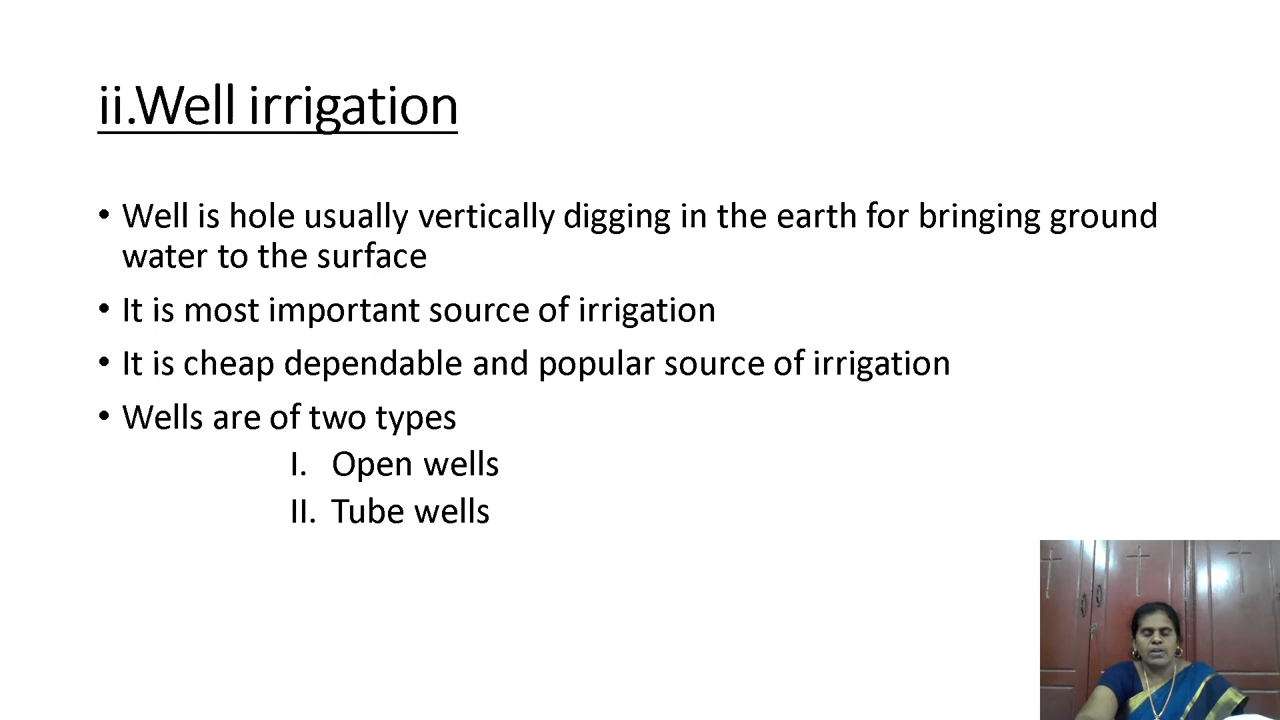 ii.Well irrigation
• Well is hole usually vertically digging in the earth for bringing ground
water to the surface
• It is most important source of irrigation
• It is cheap dependable and popular source of irrigation
• Wells are of two types
I. Open wells
II. Tube wells